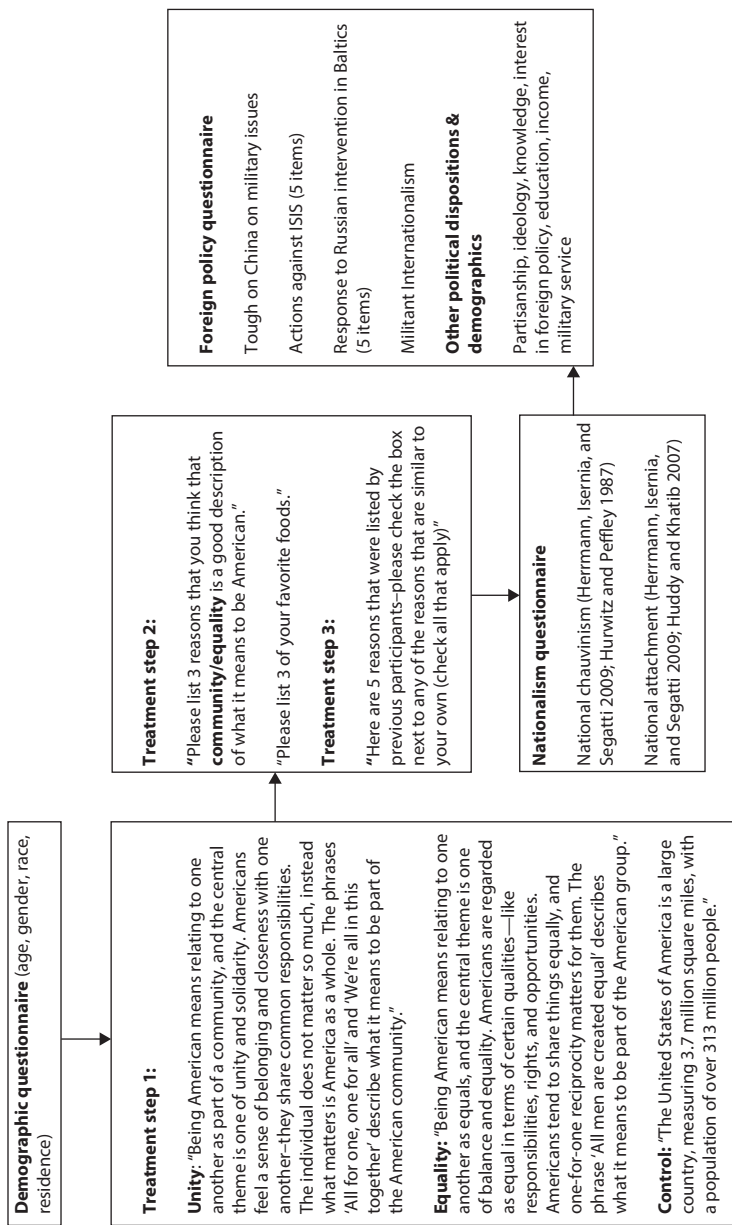 Demographic questionnaire (age, gender, race,
residence)
Treatment step 1:
Unity: “Being American means relating to one
another as part of a community, and the central
theme is one of unity and solidarity. Americans
feel a sense of belonging and closeness with one
another–they share common responsibilities.
The individual does not matter so much, instead
what matters is America as a whole. The phrases
‘All for one, one for all’ and ‘We’re all in this
together’ describe what it means to be part of
the American community.”
Equality: “Being American means relating to one
another as equals, and the central theme is one
of balance and equality. Americans are regarded
as equal in terms of certain qualities—like
responsibilities, rights, and opportunities.
Americans tend to share things equally, and
one-for-one reciprocity matters for them. The
phrase ‘All men are created equal’ describes
what it means to be part of the American group.”
Control: “The United States of America is a large
country, measuring 3.7 million square miles, with
a population of over 313 million people.”
Treatment step 2:
“Please list 3 reasons that you think that
community/equality is a good description
of what it means to be American.”
“Please list 3 of your favorite foods.”
Treatment step 3:
“Here are 5 reasons that were listed by
previous participants–please check the box
next to any of the reasons that are similar to
your own (check all that apply)”
Nationalism questionnaire
National chauvinism (Herrmann, Isernia, and
Segatti 2009; Hurwitz and Peffley 1987)
National attachment (Herrmann, Isernia,
and Segatti 2009; Huddy and Khatib 2007)
Foreign policy questionnaire
Tough on China on military issues
Actions against ISIS (5 items)
Response to Russian intervention in Baltics
(5 items)
Militant Internationalism
Other political dispositions &
demographics
Partisanship, ideology, knowledge, interest
in foreign policy, education, income,
military service